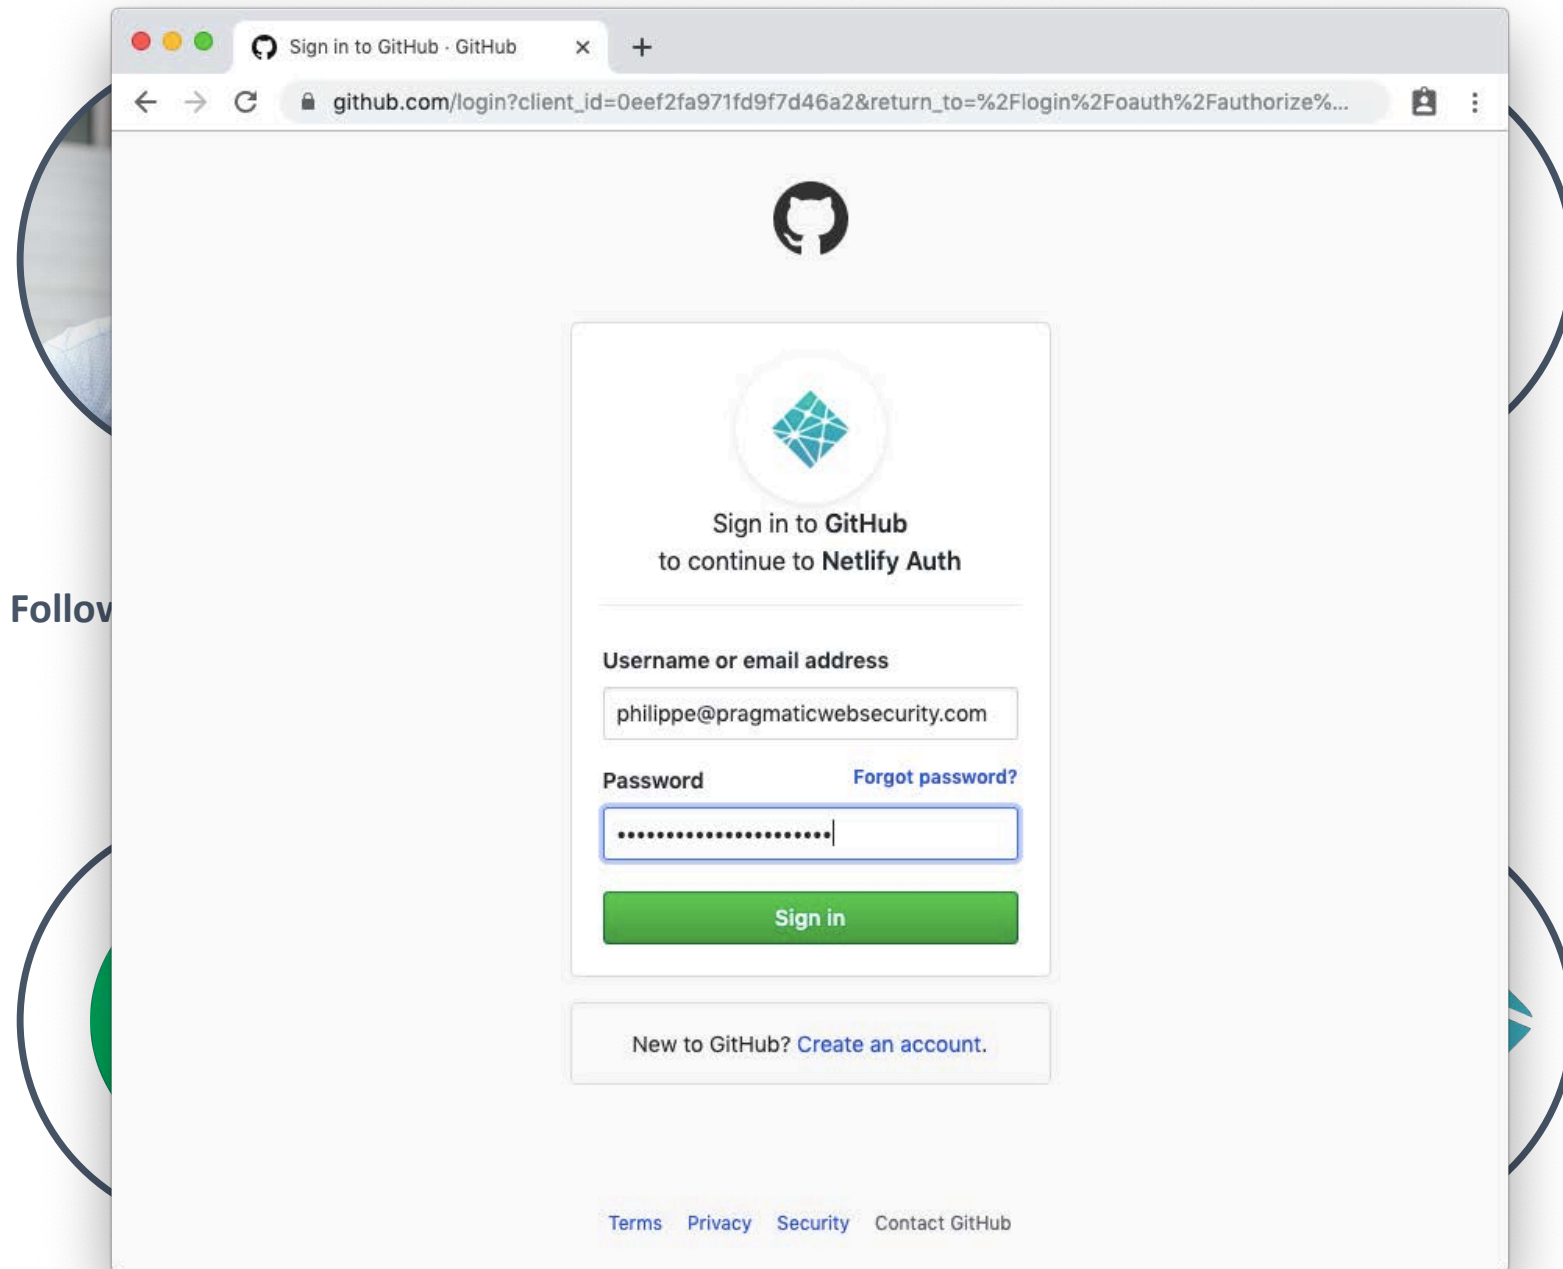 Sign in to GitHub · GitHub
github.com/login?client_id=0eef2fa971fd9f7d46a2&return_to=%2Flogin%2Foauth%2Fauthorize%...
Sign in to GitHub
to continue to Netlify Auth
Username or email address
philippe@pragmaticwebsecurity.com
Password Forgot password?
Sign in
New to GitHub? Create an account.
Terms Privacy Security Contact GitHub